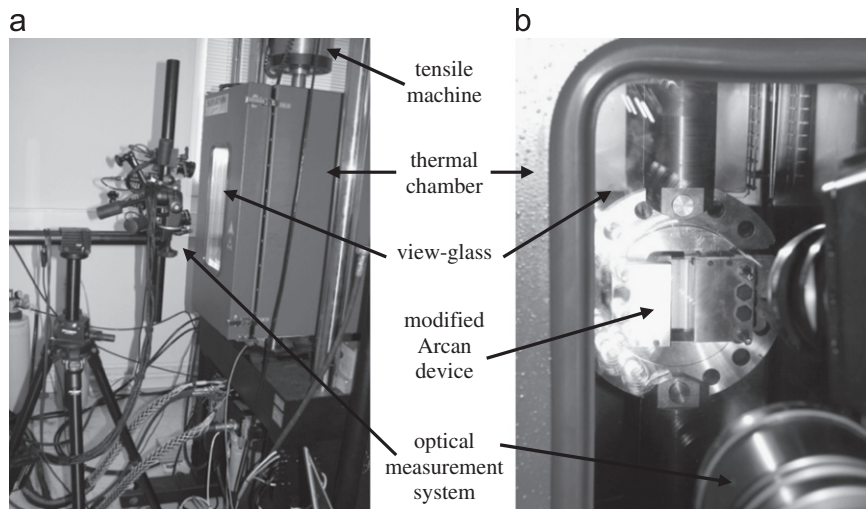 a
b
tensile
machine
thermal
chamber
view-glass
modified
Arcan
device
optical
measurement
system